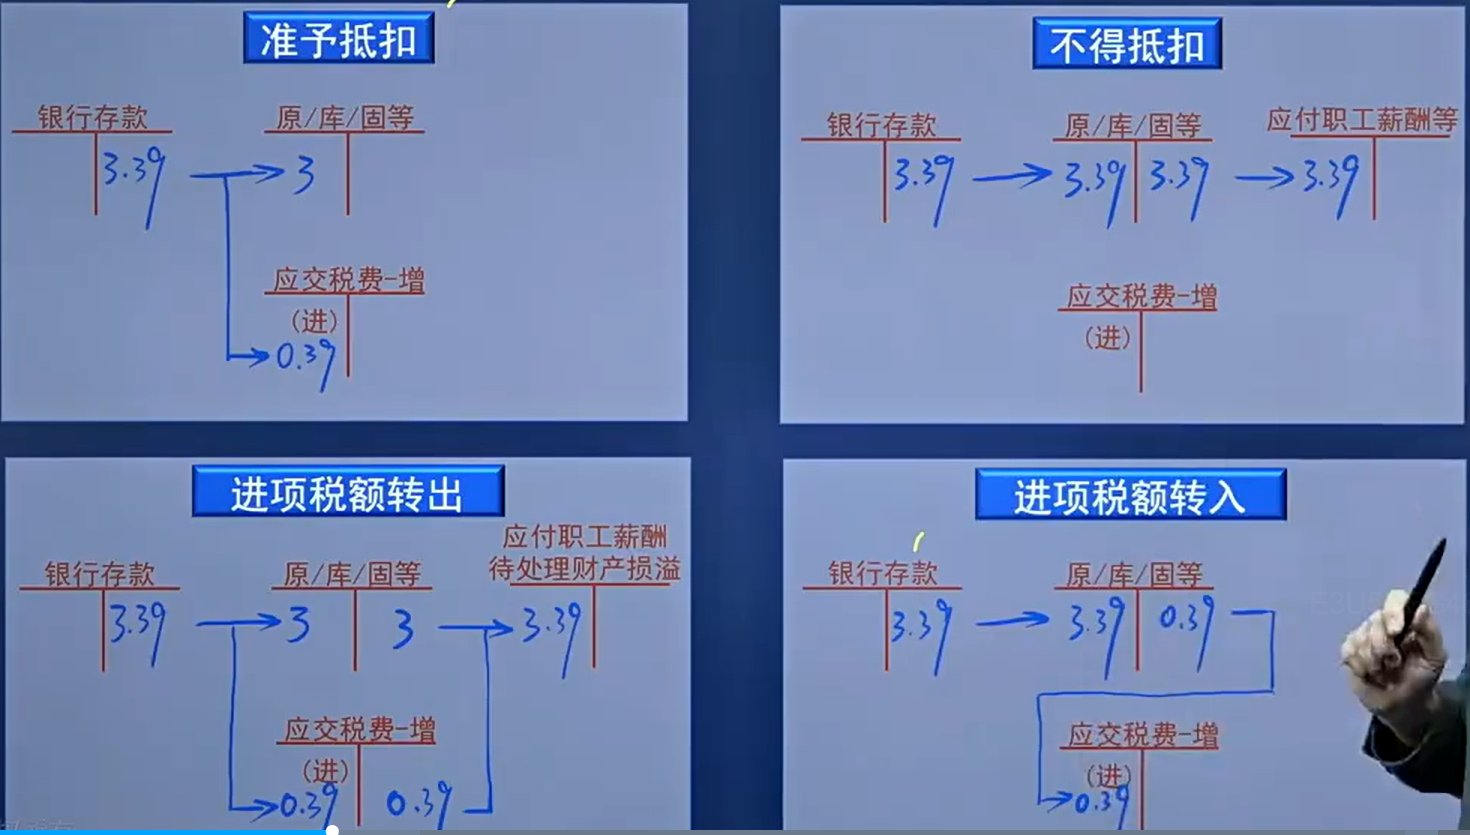 准予抵扣
银行存款
原/库/固等
3.39
3
应交税费-增
(进)
0.39
不得抵扣
银行存款
原/库/固等
应付职工薪酬等
3.39
3.39
3.39
3.39
应交税费-增
(进)
进项税额转出
应付职工薪酬
待处理财产损溢
银行存款
原/库/固等
3.39
3
3
3.39
应交税费-增
(进)
0.39
0.39
进项税额转入
银行存款
原/库/固等
3.39
3.39
0.39
应交税费-增
(进)
0.39